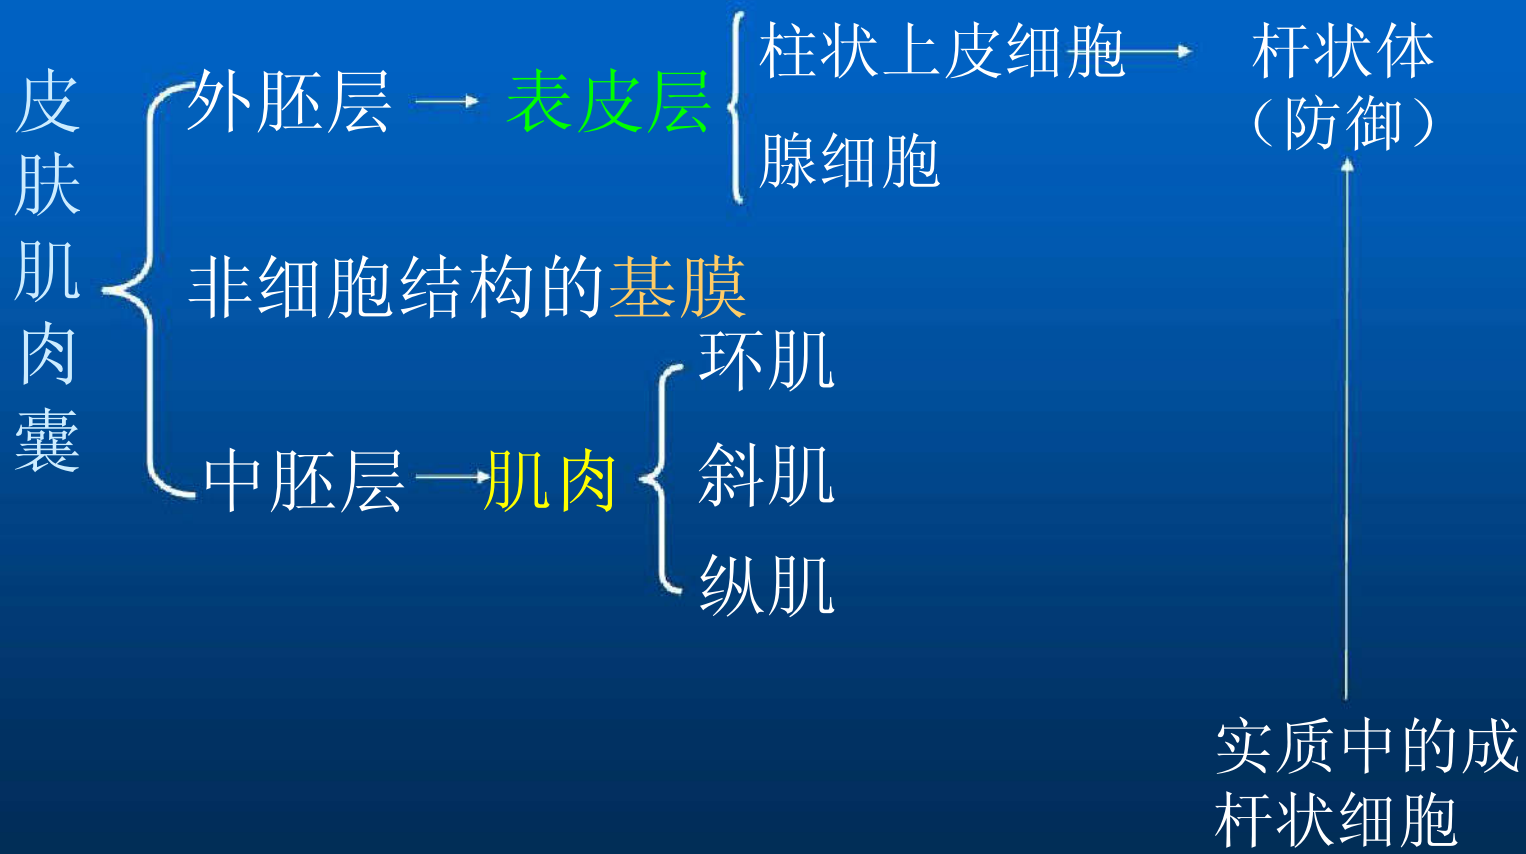 皮肤肌肉囊
外胚层
表皮层
柱状上皮细胞
杆状体
（防御）
腺细胞
非细胞结构的基膜
环肌
中胚层
肌肉
斜肌
纵肌
实质中的成
杆状细胞